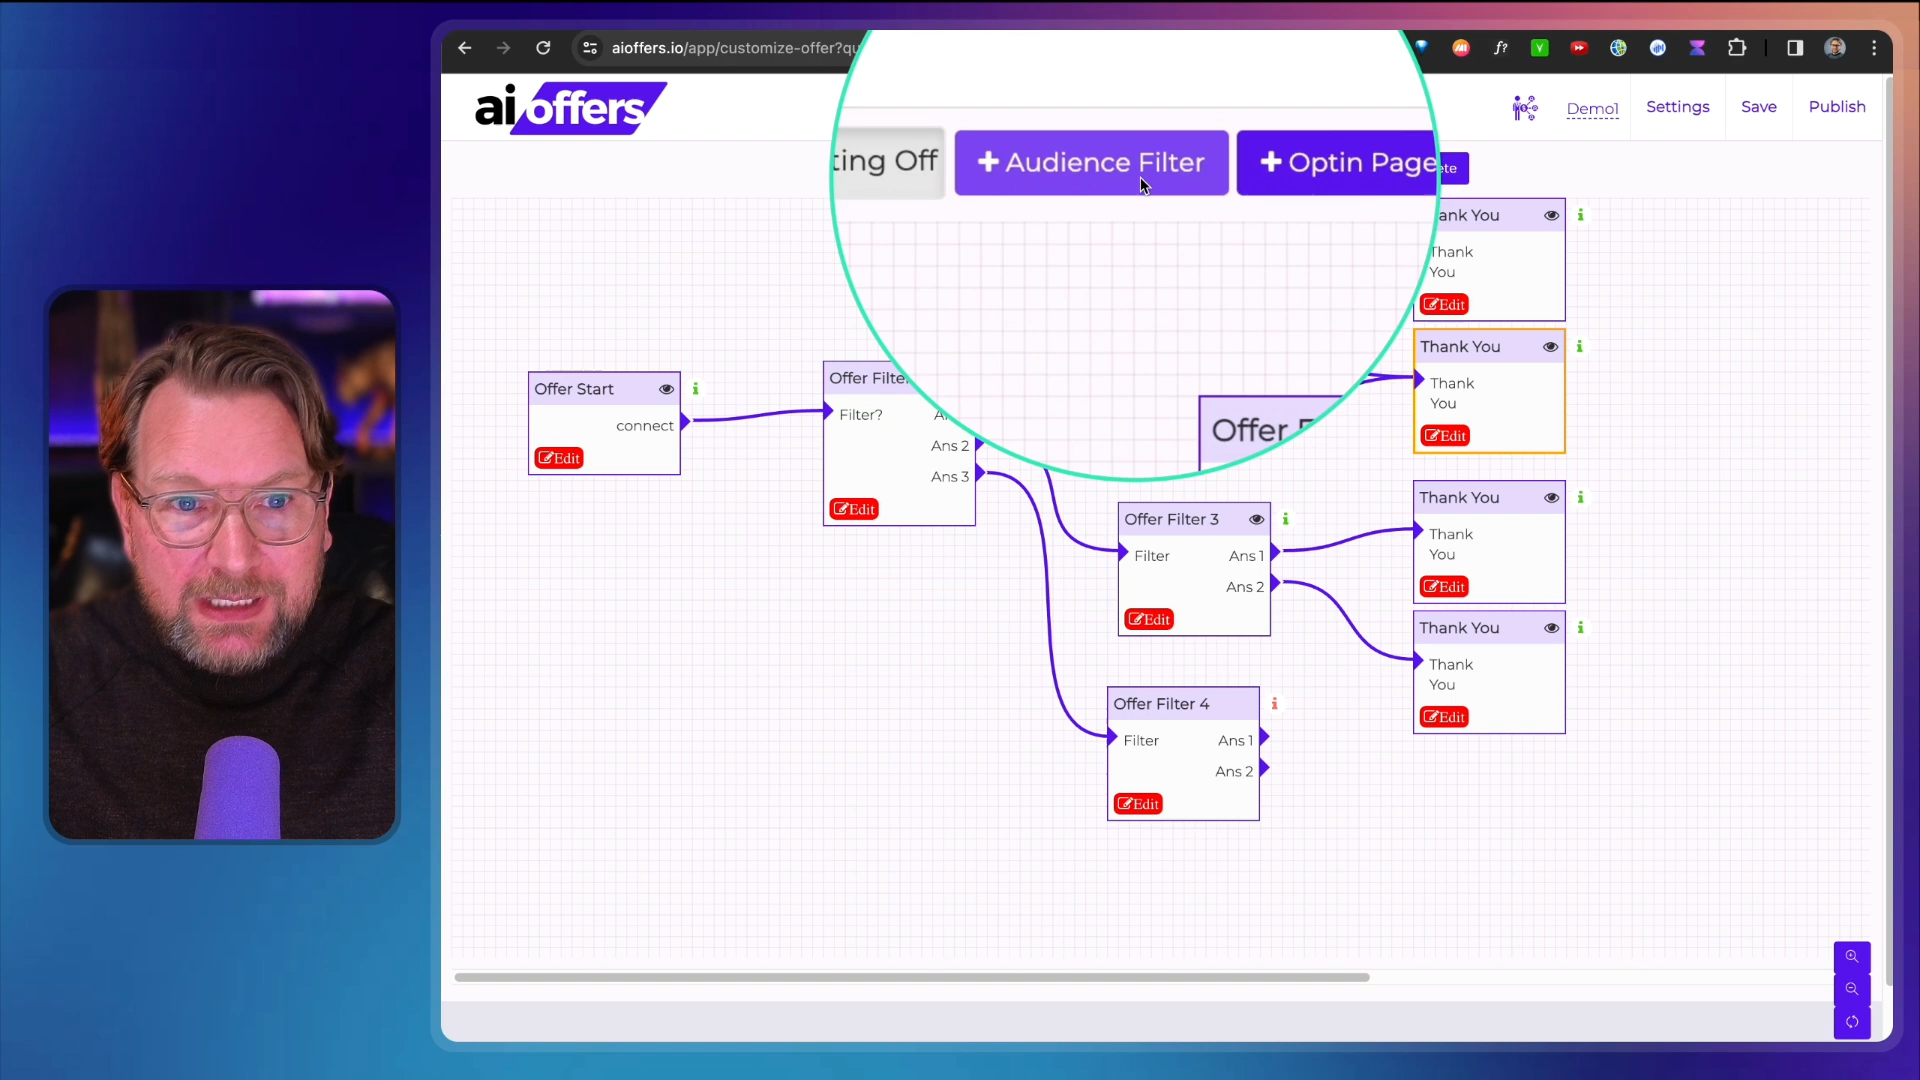 aioffers.io/app/customize-offer?qu
f?
V
aioffers
Demo1
Settings
Save
Publish
ting Off
+ Audience Filter
+ Optin Page
ete
ank You
Thank
You
Edit
Thank You
Thank
You
Edit
Offer Start
connect
Edit
Offer Filte
Filter?
A
Ans 2
Ans 3
Edit
Offer F
Offer Filter 3
Filter
Ans 1
Ans 2
Edit
Thank You
Thank
You
Edit
Thank You
Thank
You
Edit
Offer Filter 4
Filter
Ans 1
Ans 2
Edit